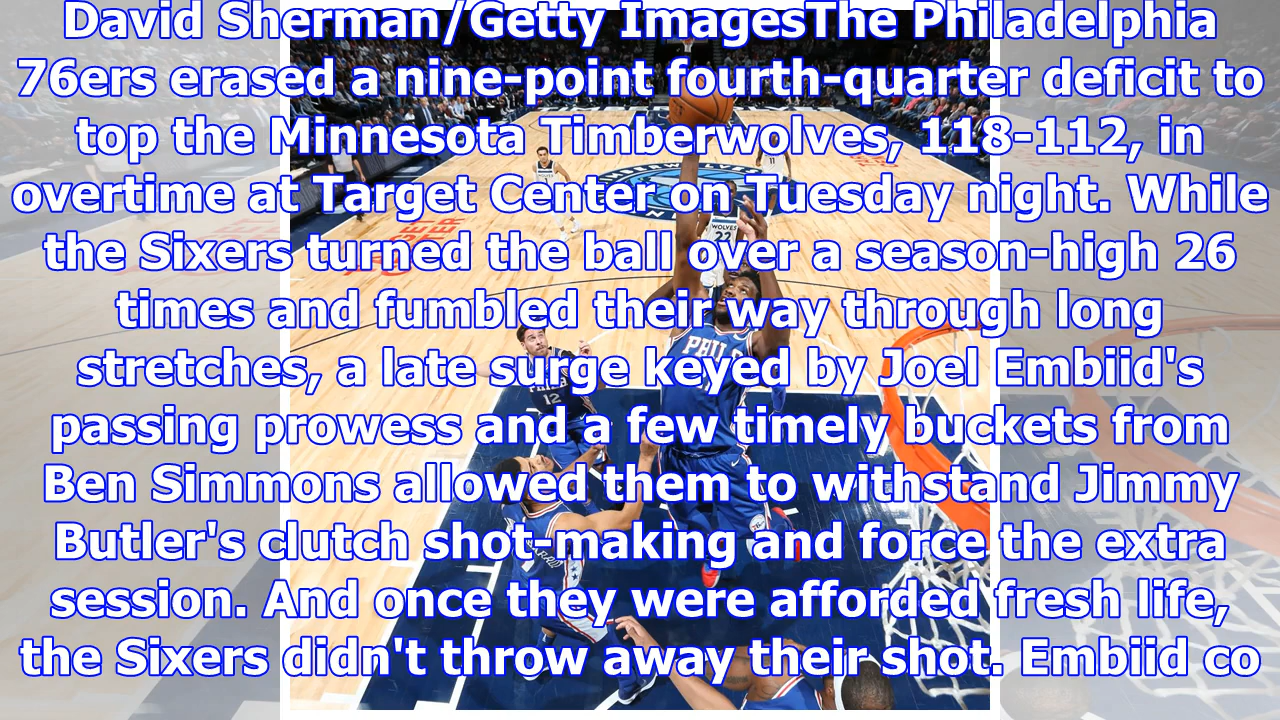 David Sherman/Getty ImagesThe Philadelphia
76ers erased a nine-point fourth-quarter deficit to
top the Minnesota Timberwolves, 118-112, in
overtime at Target Center on Tuesday night. While
the Sixers turned the ball over a season-high 26
times and fumbled their way through long
stretches, a late surge keyed by Joel Embiid's
passing prowess and a few timely buckets from
Ben Simmons allowed them to withstand Jimmy
Butler's clutch shot-making and force the extra
session. And once they were afforded fresh life,
the Sixers didn't throw away their shot. Embiid co
WOLVES
22
PHILA
12